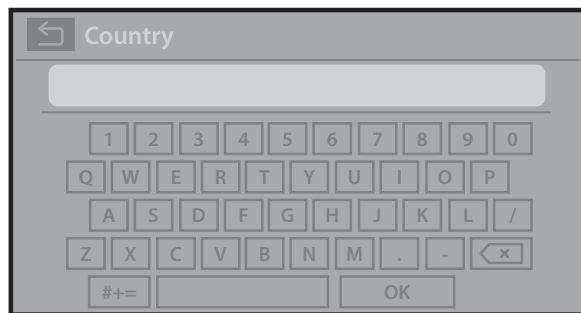 Country
1 2 3 4 5 6 7 8 9 0
Q W E R T Y U I O P
A S D F G H J K L /
Z X C V B N M . -
#+= OK